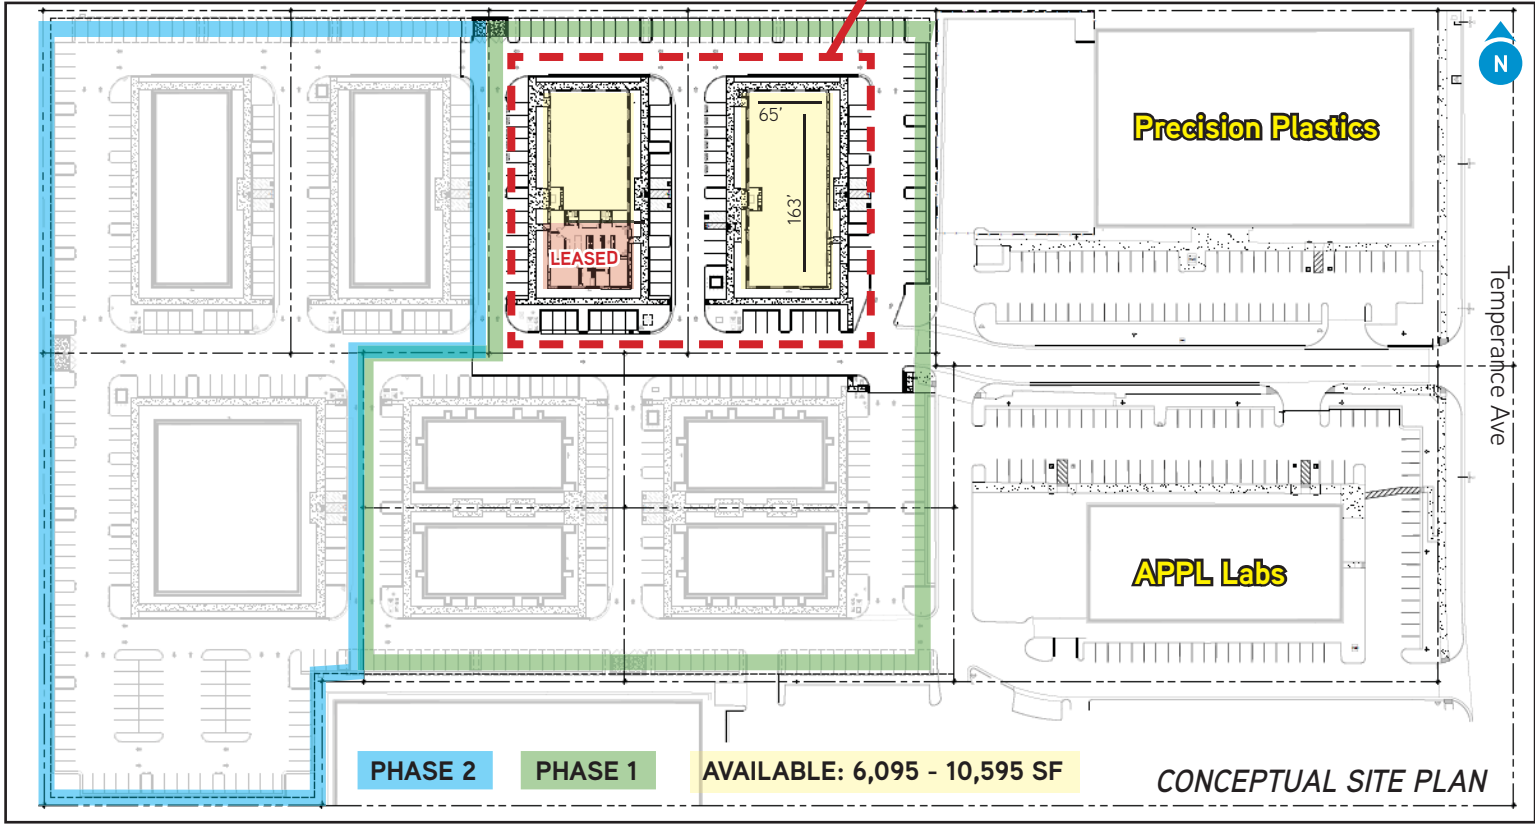 N
65'
163'
LEASED
Precision Plastics
Temperance Ave
APPL Labs
PHASE 2
PHASE 1
AVAILABLE: 6,095 - 10,595 SF
CONCEPTUAL SITE PLAN